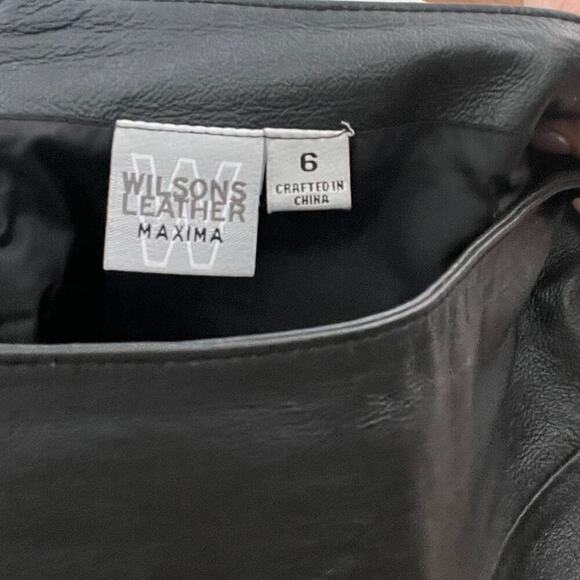 W
WILSONS
LEATHER
MAXIMA
6
CRAFTED IN
CHINA